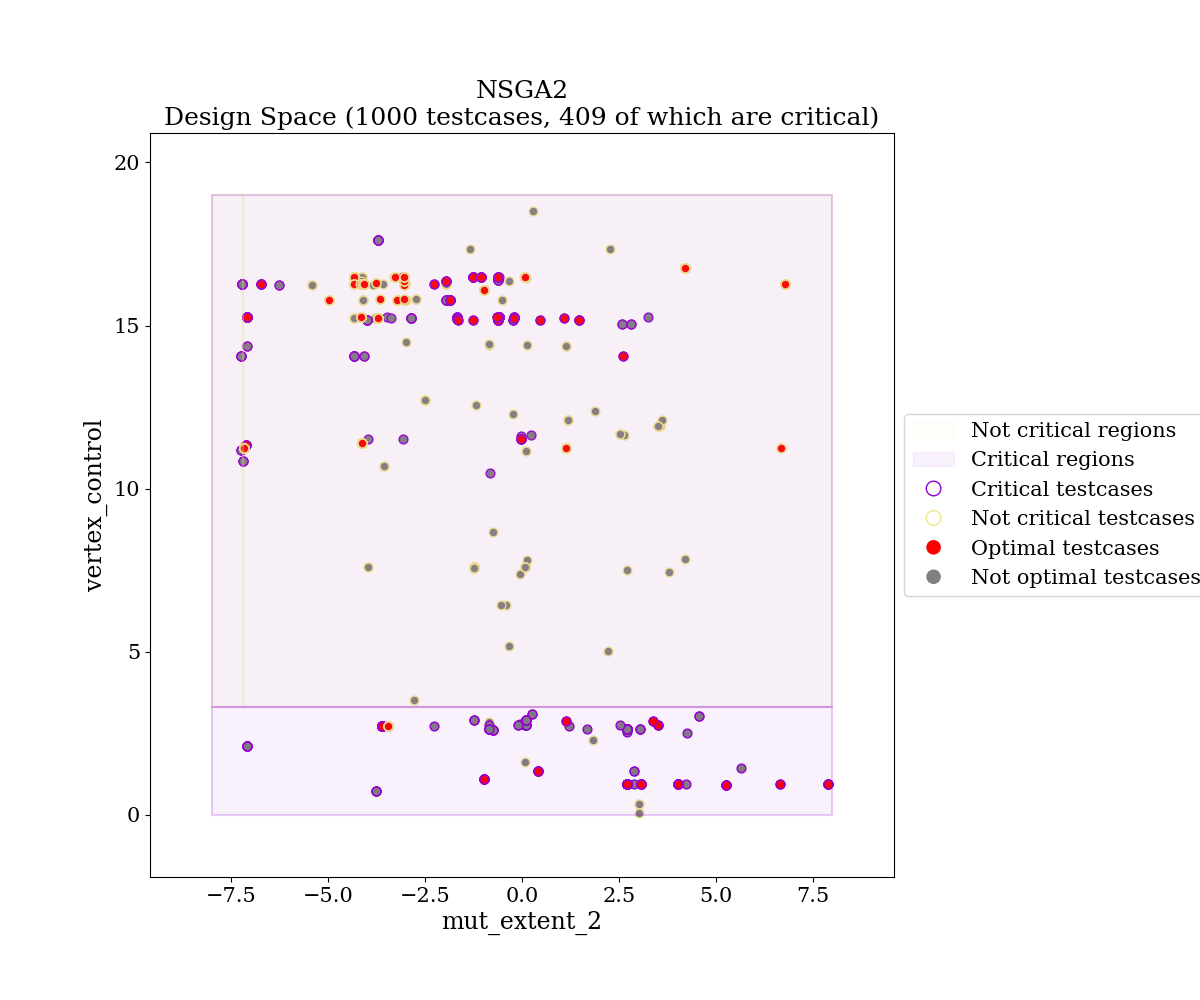 NSGA2
Design Space (1000 testcases, 409 of which are critical)
20
15
10
5
0
vertex_control
−7.5 −5.0 −2.5 0.0 2.5 5.0 7.5
mut_extent_2
Not critical regions
Critical regions
Critical testcases
Not critical testcases
Optimal testcases
Not optimal testcases